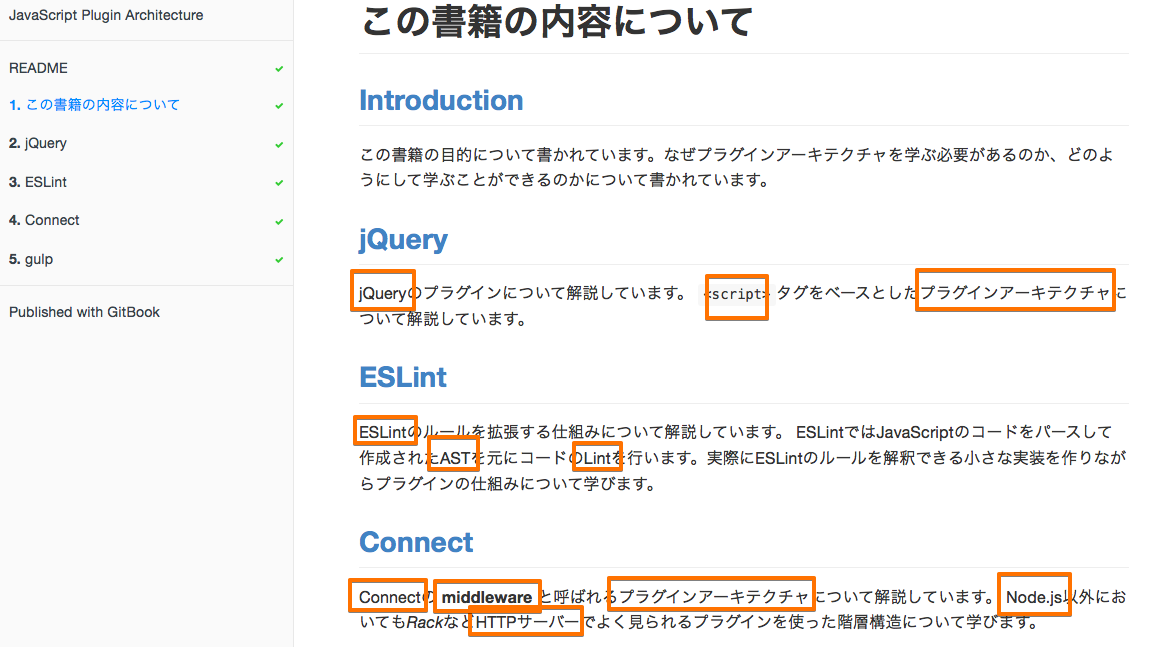 JavaScript Plugin Architecture
README
1. この書籍の内容について
2. jQuery
3. ESLint
4. Connect
5. gulp
Published with GitBook
この書籍の内容について
Introduction
この書籍の目的について書かれています。なぜプラグインアーキテクチャを学ぶ必要があるのか、どのよ
うにして学ぶことができるのかについて書かれています。
jQuery
jQueryのプラグインについて解説しています。 <script> タグをベースとしたプラグインアーキテクチャに
ついて解説しています。
ESLint
ESLintのルールを拡張する仕組みについて解説しています。 ESLintではJavaScriptのコードをパースして
作成されたASTを元にコードのLintを行います。実際にESLintのルールを解釈できる小さな実装を作りなが
らプラグインの仕組みについて学びます。
Connect
Connectの middleware と呼ばれるプラグインアーキテクチャについて解説しています。 Node.js以外にお
いてもRackなどHTTPサーバーでよく見られるプラグインを使った階層構造について学びます。